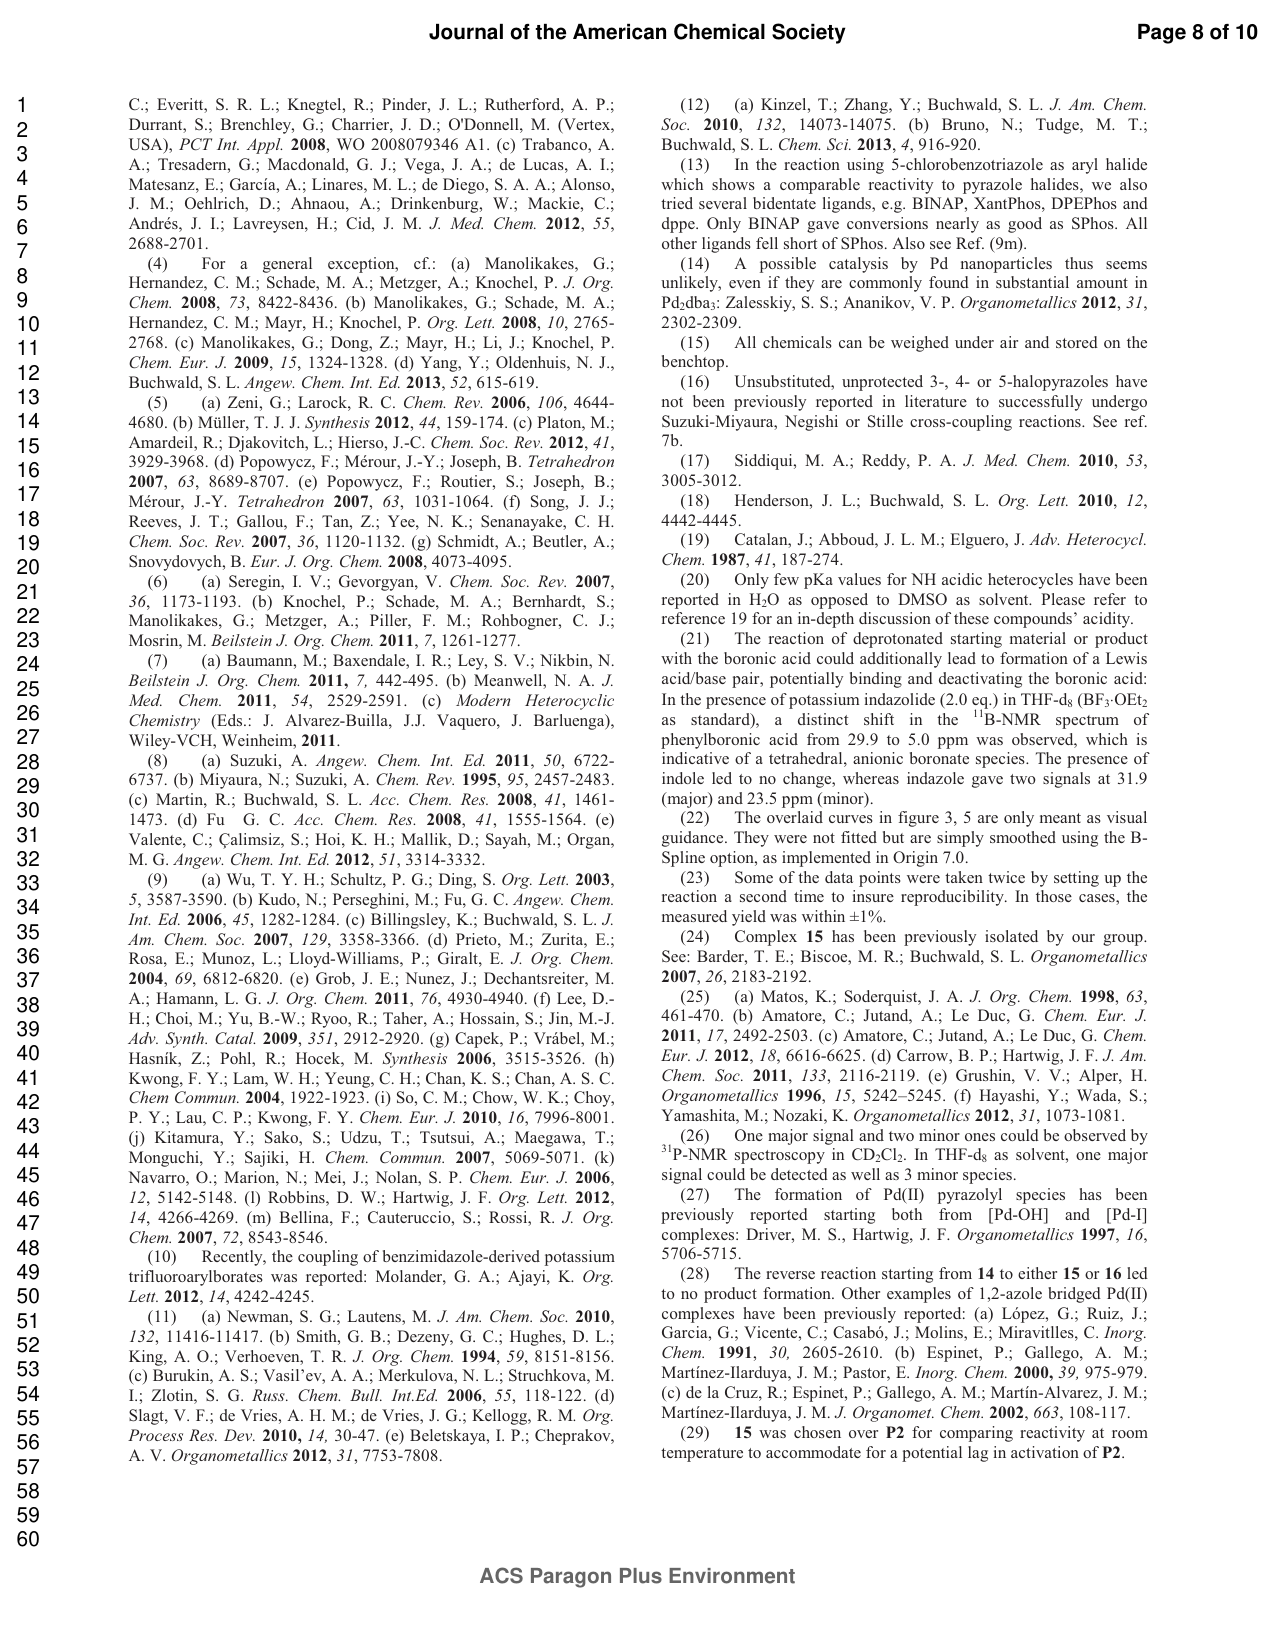 Journal of the American Chemical Society
Page 8 of 10
1
2
3
4
5
6
7
8
9
10
11
12
13
14
15
16
17
18
19
20
21
22
23
24
25
26
27
28
29
30
31
32
33
34
35
36
37
38
39
40
41
42
43
44
45
46
47
48
49
50
51
52
53
54
55
56
57
58
59
60
C.; Everitt, S. R. L.; Knegtel, R.; Pinder, J. L.; Rutherford, A. P.;
Durrant, S.; Brenchley, G.; Charrier, J. D.; O'Donnell, M. (Vertex,
USA), PCT Int. Appl. 2008, WO 2008079346 A1. (c) Trabanco, A.
A.; Tresadern, G.; Macdonald, G. J.; Vega, J. A.; de Lucas, A. I.;
Matesanz, E.; García, A.; Linares, M. L.; de Diego, S. A. A.; Alonso,
J. M.; Oehlrich, D.; Ahnaou, A.; Drinkenburg, W.; Mackie, C.;
Andrés, J. I.; Lavreysen, H.; Cid, J. M. J. Med. Chem. 2012, 55,
2688-2701.
(4) For a general exception, cf.: (a) Manolikakes, G.;
Hernandez, C. M.; Schade, M. A.; Metzger, A.; Knochel, P. J. Org.
Chem. 2008, 73, 8422-8436. (b) Manolikakes, G.; Schade, M. A.;
Hernandez, C. M.; Mayr, H.; Knochel, P. Org. Lett. 2008, 10, 2765-
2768. (c) Manolikakes, G.; Dong, Z.; Mayr, H.; Li, J.; Knochel, P.
Chem. Eur. J. 2009, 15, 1324-1328. (d) Yang, Y.; Oldenhuis, N. J.,
Buchwald, S. L. Angew. Chem. Int. Ed. 2013, 52, 615-619.
(5) (a) Zeni, G.; Larock, R. C. Chem. Rev. 2006, 106, 4644-
4680. (b) Müller, T. J. J. Synthesis 2012, 44, 159-174. (c) Platon, M.;
Amardeil, R.; Djakovitch, L.; Hierso, J.-C. Chem. Soc. Rev. 2012, 41,
3929-3968. (d) Popowycz, F.; Mérour, J.-Y.; Joseph, B. Tetrahedron
2007, 63, 8689-8707. (e) Popowycz, F.; Routier, S.; Joseph, B.;
Mérour, J.-Y. Tetrahedron 2007, 63, 1031-1064. (f) Song, J. J.;
Reeves, J. T.; Gallou, F.; Tan, Z.; Yee, N. K.; Senanayake, C. H.
Chem. Soc. Rev. 2007, 36, 1120-1132. (g) Schmidt, A.; Beutler, A.;
Snovydovych, B. Eur. J. Org. Chem. 2008, 4073-4095.
(6) (a) Seregin, I. V.; Gevorgyan, V. Chem. Soc. Rev. 2007,
36, 1173-1193. (b) Knochel, P.; Schade, M. A.; Bernhardt, S.;
Manolikakes, G.; Metzger, A.; Piller, F. M.; Rohbogner, C. J.;
Mosrin, M. Beilstein J. Org. Chem. 2011, 7, 1261-1277.
(7) (a) Baumann, M.; Baxendale, I. R.; Ley, S. V.; Nikbin, N.
Beilstein J. Org. Chem. 2011, 7, 442-495. (b) Meanwell, N. A. J.
Med. Chem. 2011, 54, 2529-2591. (c) Modern Heterocyclic
Chemistry (Eds.: J. Alvarez-Builla, J.J. Vaquero, J. Barluenga),
Wiley-VCH, Weinheim, 2011.
(8) (a) Suzuki, A. Angew. Chem. Int. Ed. 2011, 50, 6722-
6737. (b) Miyaura, N.; Suzuki, A. Chem. Rev. 1995, 95, 2457-2483.
(c) Martin, R.; Buchwald, S. L. Acc. Chem. Res. 2008, 41, 1461-
1473. (d) Fu G. C. Acc. Chem. Res. 2008, 41, 1555-1564. (e)
Valente, C.; Çalimsiz, S.; Hoi, K. H.; Mallik, D.; Sayah, M.; Organ,
M. G. Angew. Chem. Int. Ed. 2012, 51, 3314-3332.
(9) (a) Wu, T. Y. H.; Schultz, P. G.; Ding, S. Org. Lett. 2003,
5, 3587-3590. (b) Kudo, N.; Perseghini, M.; Fu, G. C. Angew. Chem.
Int. Ed. 2006, 45, 1282-1284. (c) Billingsley, K.; Buchwald, S. L. J.
Am. Chem. Soc. 2007, 129, 3358-3366. (d) Prieto, M.; Zurita, E.;
Rosa, E.; Munoz, L.; Lloyd-Williams, P.; Giralt, E. J. Org. Chem.
2004, 69, 6812-6820. (e) Grob, J. E.; Nunez, J.; Dechantsreiter, M.
A.; Hamann, L. G. J. Org. Chem. 2011, 76, 4930-4940. (f) Lee, D.-
H.; Choi, M.; Yu, B.-W.; Ryoo, R.; Taher, A.; Hossain, S.; Jin, M.-J.
Adv. Synth. Catal. 2009, 351, 2912-2920. (g) Capek, P.; Vrábel, M.;
Hasník, Z.; Pohl, R.; Hocek, M. Synthesis 2006, 3515-3526. (h)
Kwong, F. Y.; Lam, W. H.; Yeung, C. H.; Chan, K. S.; Chan, A. S. C.
Chem Commun. 2004, 1922-1923. (i) So, C. M.; Chow, W. K.; Choy,
P. Y.; Lau, C. P.; Kwong, F. Y. Chem. Eur. J. 2010, 16, 7996-8001.
(j) Kitamura, Y.; Sako, S.; Udzu, T.; Tsutsui, A.; Maegawa, T.;
Monguchi, Y.; Sajiki, H. Chem. Commun. 2007, 5069-5071. (k)
Navarro, O.; Marion, N.; Mei, J.; Nolan, S. P. Chem. Eur. J. 2006,
12, 5142-5148. (l) Robbins, D. W.; Hartwig, J. F. Org. Lett. 2012,
14, 4266-4269. (m) Bellina, F.; Cauteruccio, S.; Rossi, R. J. Org.
Chem. 2007, 72, 8543-8546.
(10) Recently, the coupling of benzimidazole-derived potassium
trifluoroarylborates was reported: Molander, G. A.; Ajayi, K. Org.
Lett. 2012, 14, 4242-4245.
(11) (a) Newman, S. G.; Lautens, M. J. Am. Chem. Soc. 2010,
132, 11416-11417. (b) Smith, G. B.; Dezeny, G. C.; Hughes, D. L.;
King, A. O.; Verhoeven, T. R. J. Org. Chem. 1994, 59, 8151-8156.
(c) Burukin, A. S.; Vasil'ev, A. A.; Merkulova, N. L.; Struchkova, M.
I.; Zlotin, S. G. Russ. Chem. Bull. Int.Ed. 2006, 55, 118-122. (d)
Slagt, V. F.; de Vries, A. H. M.; de Vries, J. G.; Kellogg, R. M. Org.
Process Res. Dev. 2010, 14, 30-47. (e) Beletskaya, I. P.; Cheprakov,
A. V. Organometallics 2012, 31, 7753-7808.
(12) (a) Kinzel, T.; Zhang, Y.; Buchwald, S. L. J. Am. Chem.
Soc. 2010, 132, 14073-14075. (b) Bruno, N.; Tudge, M. T.;
Buchwald, S. L. Chem. Sci. 2013, 4, 916-920.
(13) In the reaction using 5-chlorobenzotriazole as aryl halide
which shows a comparable reactivity to pyrazole halides, we also
tried several bidentate ligands, e.g. BINAP, XantPhos, DPEPhos and
dppe. Only BINAP gave conversions nearly as good as SPhos. All
other ligands fell short of SPhos. Also see Ref. (9m).
(14) A possible catalysis by Pd nanoparticles thus seems
unlikely, even if they are commonly found in substantial amount in
Pd₂dba₃: Zalesskiy, S. S.; Ananikov, V. P. Organometallics 2012, 31,
2302-2309.
(15) All chemicals can be weighed under air and stored on the
benchtop.
(16) Unsubstituted, unprotected 3-, 4- or 5-halopyrazoles have
not been previously reported in literature to successfully undergo
Suzuki-Miyaura, Negishi or Stille cross-coupling reactions. See ref.
7b.
(17) Siddiqui, M. A.; Reddy, P. A. J. Med. Chem. 2010, 53,
3005-3012.
(18) Henderson, J. L.; Buchwald, S. L. Org. Lett. 2010, 12,
4442-4445.
(19) Catalan, J.; Abboud, J. L. M.; Elguero, J. Adv. Heterocycl.
Chem. 1987, 41, 187-274.
(20) Only few pKa values for NH acidic heterocycles have been
reported in H₂O as opposed to DMSO as solvent. Please refer to
reference 19 for an in-depth discussion of these compounds' acidity.
(21) The reaction of deprotonated starting material or product
with the boronic acid could additionally lead to formation of a Lewis
acid/base pair, potentially binding and deactivating the boronic acid:
In the presence of potassium indazolide (2.0 eq.) in THF-d₈ (BF₃·OEt₂
as standard), a distinct shift in the ¹¹B-NMR spectrum of
phenylboronic acid from 29.9 to 5.0 ppm was observed, which is
indicative of a tetrahedral, anionic boronate species. The presence of
indole led to no change, whereas indazole gave two signals at 31.9
(major) and 23.5 ppm (minor).
(22) The overlaid curves in figure 3, 5 are only meant as visual
guidance. They were not fitted but are simply smoothed using the B-
Spline option, as implemented in Origin 7.0.
(23) Some of the data points were taken twice by setting up the
reaction a second time to insure reproducibility. In those cases, the
measured yield was within ±1%.
(24) Complex 15 has been previously isolated by our group.
See: Barder, T. E.; Biscoe, M. R.; Buchwald, S. L. Organometallics
2007, 26, 2183-2192.
(25) (a) Matos, K.; Soderquist, J. A. J. Org. Chem. 1998, 63,
461-470. (b) Amatore, C.; Jutand, A.; Le Duc, G. Chem. Eur. J.
2011, 17, 2492-2503. (c) Amatore, C.; Jutand, A.; Le Duc, G. Chem.
Eur. J. 2012, 18, 6616-6625. (d) Carrow, B. P.; Hartwig, J. F. J. Am.
Chem. Soc. 2011, 133, 2116-2119. (e) Grushin, V. V.; Alper, H.
Organometallics 1996, 15, 5242–5245. (f) Hayashi, Y.; Wada, S.;
Yamashita, M.; Nozaki, K. Organometallics 2012, 31, 1073-1081.
(26) One major signal and two minor ones could be observed by
³¹P-NMR spectroscopy in CD₂Cl₂. In THF-d₈ as solvent, one major
signal could be detected as well as 3 minor species.
(27) The formation of Pd(II) pyrazolyl species has been
previously reported starting both from [Pd-OH] and [Pd-I]
complexes: Driver, M. S., Hartwig, J. F. Organometallics 1997, 16,
5706-5715.
(28) The reverse reaction starting from 14 to either 15 or 16 led
to no product formation. Other examples of 1,2-azole bridged Pd(II)
complexes have been previously reported: (a) López, G.; Ruiz, J.;
Garcia, G.; Vicente, C.; Casabó, J.; Molins, E.; Miravitlles, C. Inorg.
Chem. 1991, 30, 2605-2610. (b) Espinet, P.; Gallego, A. M.;
Martínez-Ilarduya, J. M.; Pastor, E. Inorg. Chem. 2000, 39, 975-979.
(c) de la Cruz, R.; Espinet, P.; Gallego, A. M.; Martín-Alvarez, J. M.;
Martínez-Ilarduya, J. M. J. Organomet. Chem. 2002, 663, 108-117.
(29) 15 was chosen over P2 for comparing reactivity at room
temperature to accommodate for a potential lag in activation of P2.
ACS Paragon Plus Environment